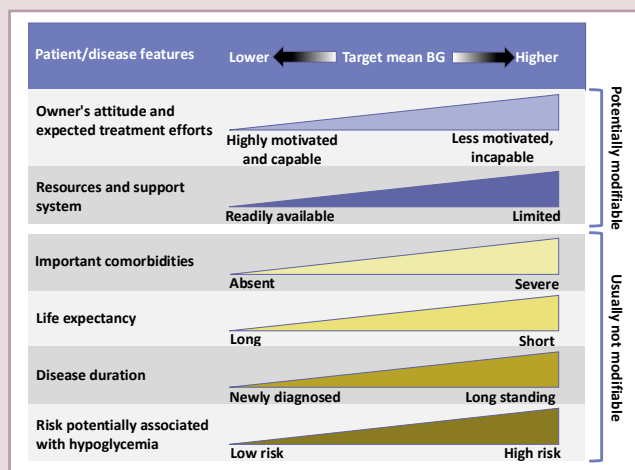 Patient/disease features
Lower Target mean BG Higher
Owner's attitude and
expected treatment efforts
Highly motivated
and capable
Less motivated,
incapable
Resources and support
system
Readily available
Limited
Potentially modifiable
Important comorbidities
Absent
Severe
Life expectancy
Long
Short
Disease duration
Newly diagnosed
Long standing
Risk potentially associated
with hypoglycemia
Low risk
High risk
Usually not modifiable